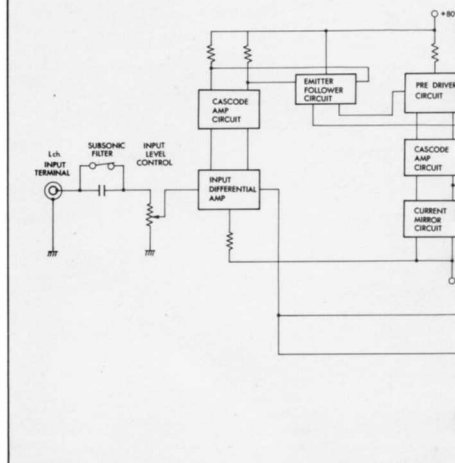 +80
EMITTER
FOLLOWER
CIRCUIT
PRE DRIVER
CIRCUIT
CASCODE
AMP
CIRCUIT
L.ch.
INPUT
TERMINAL
SUBSONIC
FILTER
INPUT
LEVEL
CONTROL
INPUT
DIFFERENTIAL
AMP
CASCODE
AMP
CIRCUIT
CURRENT
MIRROR
CIRCUIT